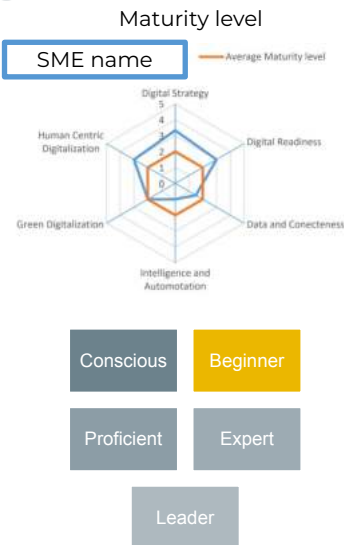 Maturity level
SME name
Average Maturity level
Digital Strategy
5
4
3
2
1
0
Human Centric
Digitalization
Digital Readiness
Green Digitalization
Data and Conecteness
Intelligence and
Automotation
Conscious
Beginner
Proficient
Expert
Leader